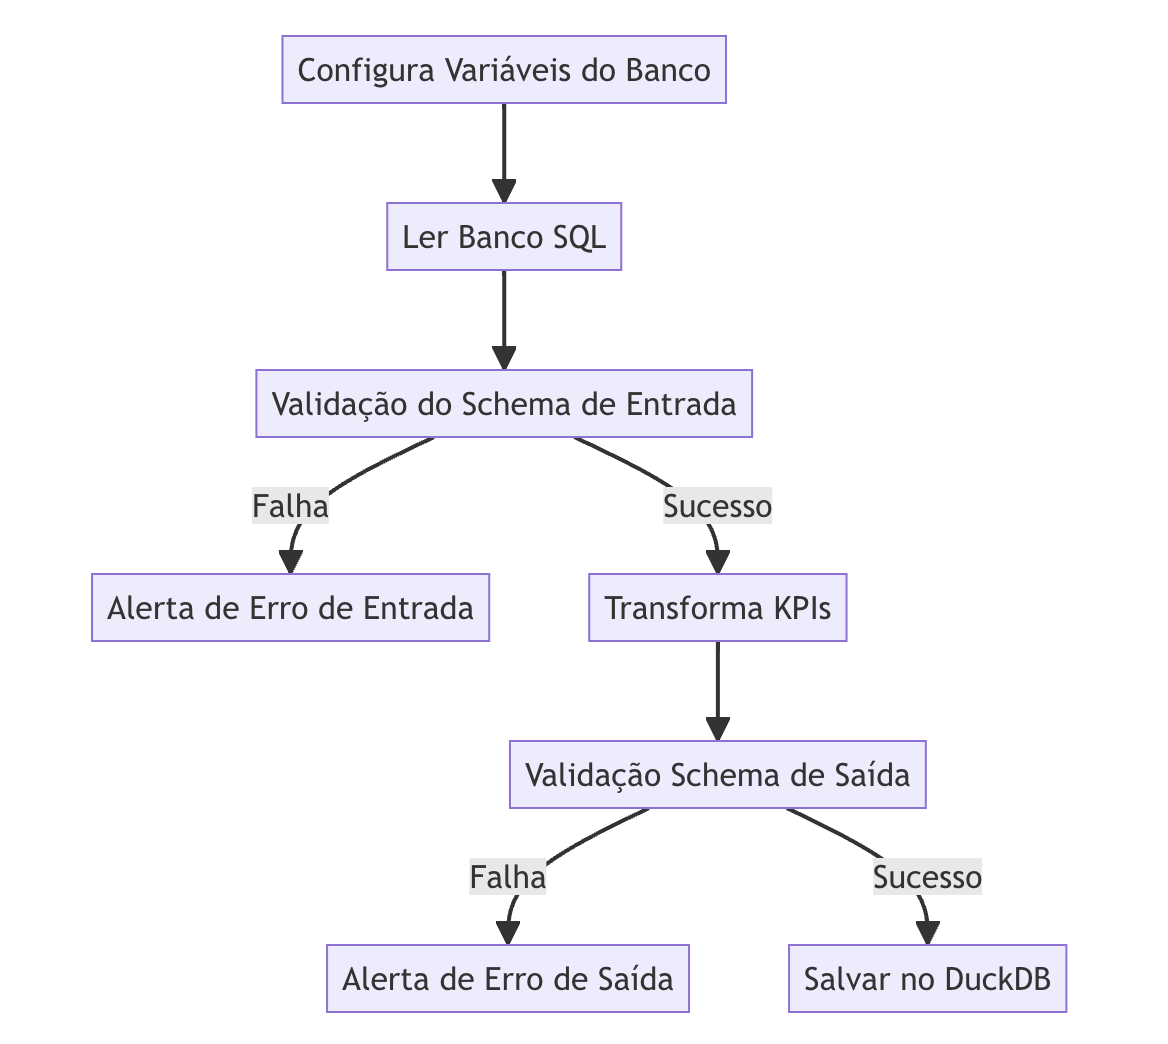 Configura Variáveis do Banco
Ler Banco SQL
Validação do Schema de Entrada
Falha
Sucesso
Alerta de Erro de Entrada
Transforma KPIs
Validação Schema de Saída
Falha
Sucesso
Alerta de Erro de Saída
Salvar no DuckDB